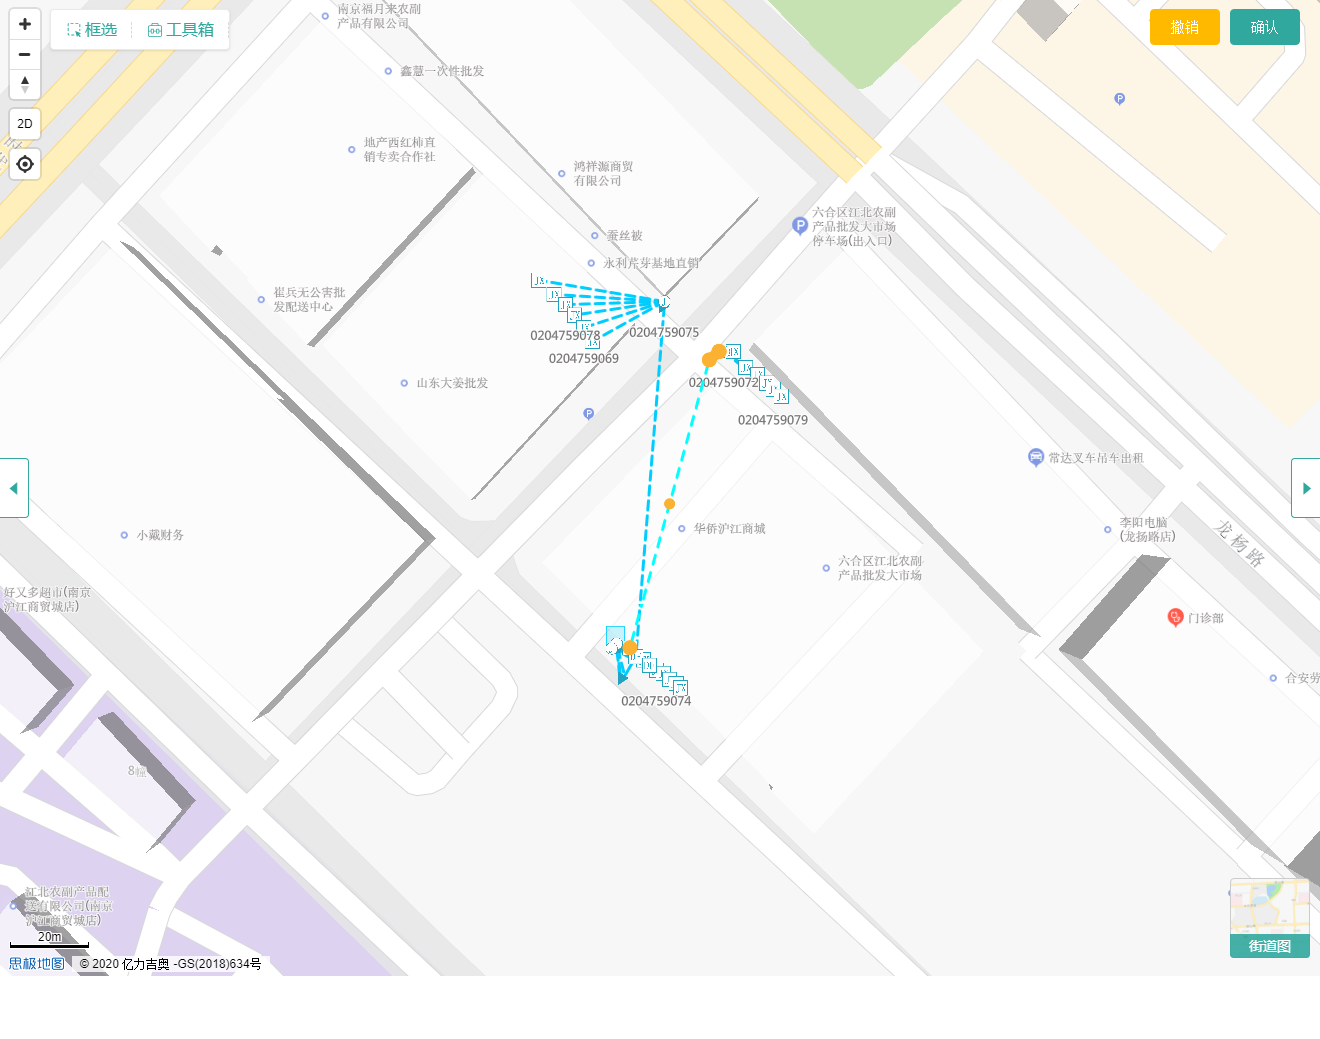 框选
工具箱
撤销
确认
2D
南京福月来农副
产品有限公司
鑫慧一次性批发
地产西红柿直
销专卖合作社
鸿祥源商贸
有限公司
蚕丝被
永利芹芽基地直销
六合区江北农副
产品批发大市场
停车场(出入口)
崔兵无公害批
发配送中心
0204759078
0204759075
0204759069
0204759072
0204759079
山东大姜批发
常达叉车吊车出租
小戴财务
华侨沪江商城
李阳电脑
(龙扬路店)
龙杨路
六合区江北农副
产品批发大市场
好又多超市(南京
沪江商贸城店)
门诊部
合安劳
0204759074
8幢
江北农副产品配
送有限公司(南京
沪江商贸城店)
20m
街道图
思极地图
© 2020 亿力吉奥 -GS(2018)634号